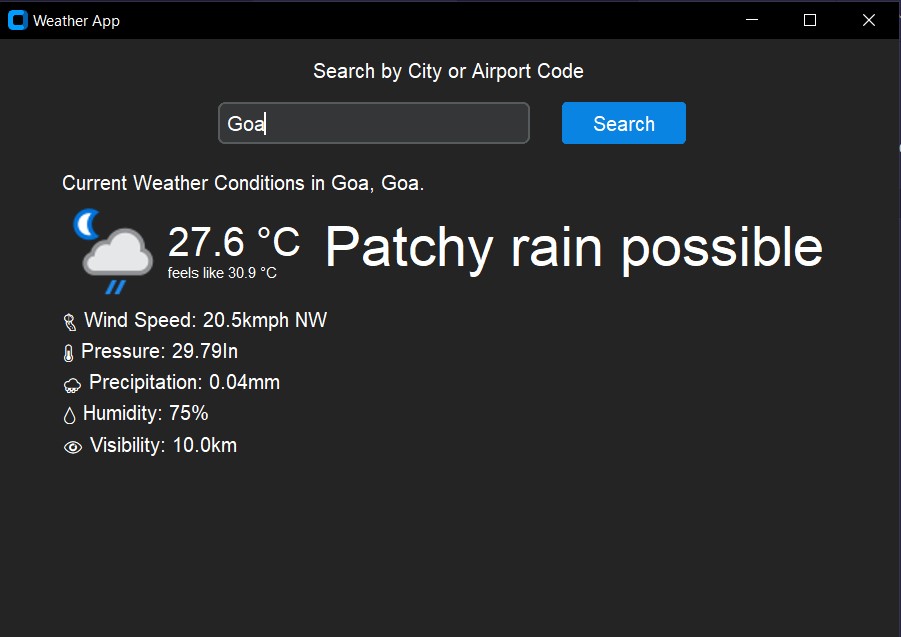 Weather App
Search by City or Airport Code
Goa
Search
Current Weather Conditions in Goa, Goa.
27.6 °C
feels like 30.9 °C
Patchy rain possible
Wind Speed: 20.5kmph NW
Pressure: 29.79In
Precipitation: 0.04mm
Humidity: 75%
Visibility: 10.0km